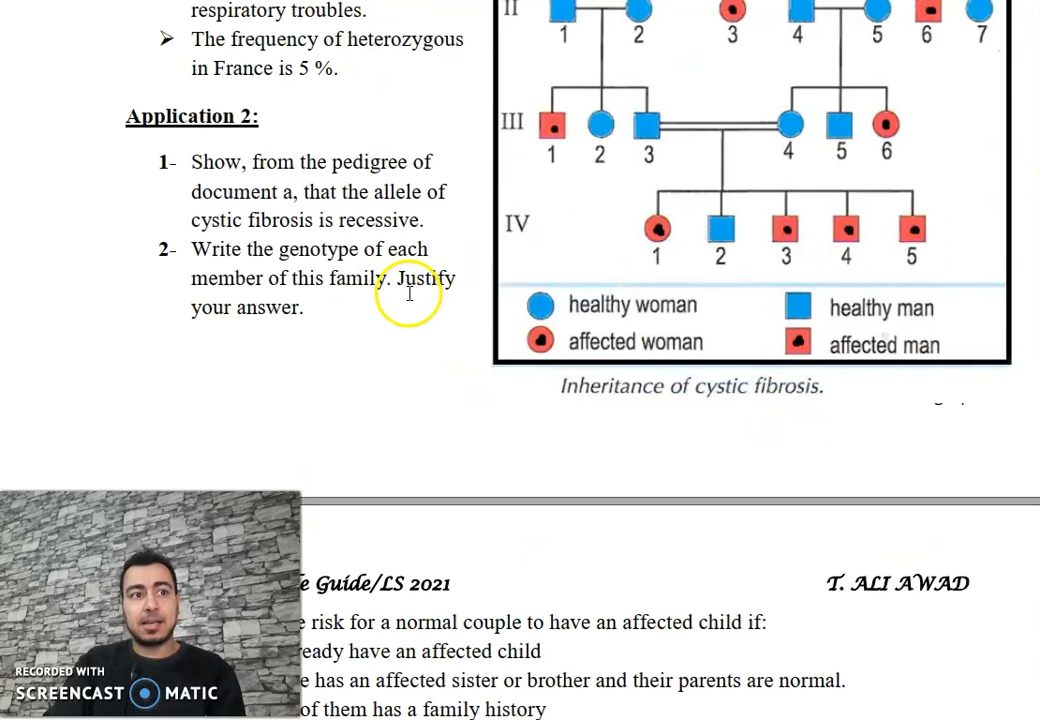 respiratory troubles.
➤ The frequency of heterozygous
in France is 5 %.
Application 2:
1- Show, from the pedigree of
document a, that the allele of
cystic fibrosis is recessive.
2- Write the genotype of each
member of this family. Justify
your answer.
II
1 2 3 4 5 6 7
III
1 2 3 4 5 6
IV
1 2 3 4 5
healthy woman healthy man
affected woman affected man
Inheritance of cystic fibrosis.
Guide/LS 2021 T. ALI AWAD
risk for a normal couple to have an affected child if:
have an affected child
has an affected sister or brother and their parents are normal.
of them has a family history
RECORDED WITH
SCREENCAST MATIC